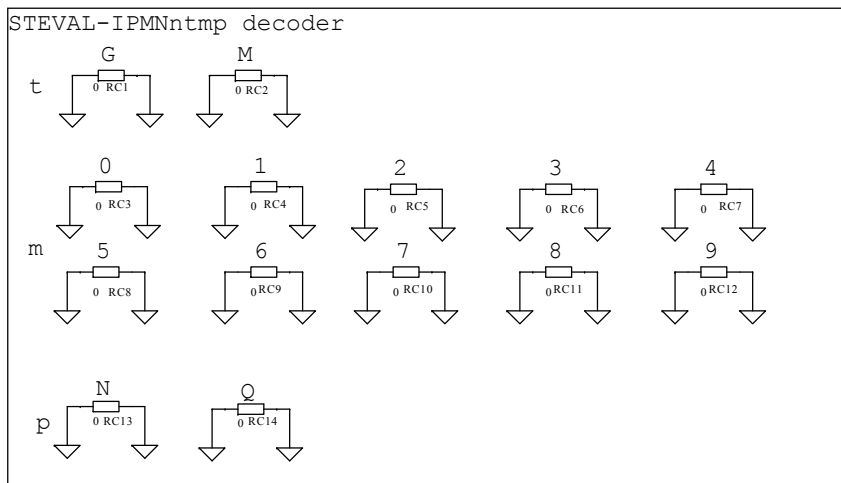 STEVAL-IPMNntmp decoder
G M
t 0 RC1 0 RC2
0 1 2 3 4
0 RC3 0 RC4 0 RC5 0 RC6 0 RC7
m 5 6 7 8 9
0 RC8 0 RC9 0 RC10 0 RC11 0 RC12
N Q
p 0 RC13 0 RC14